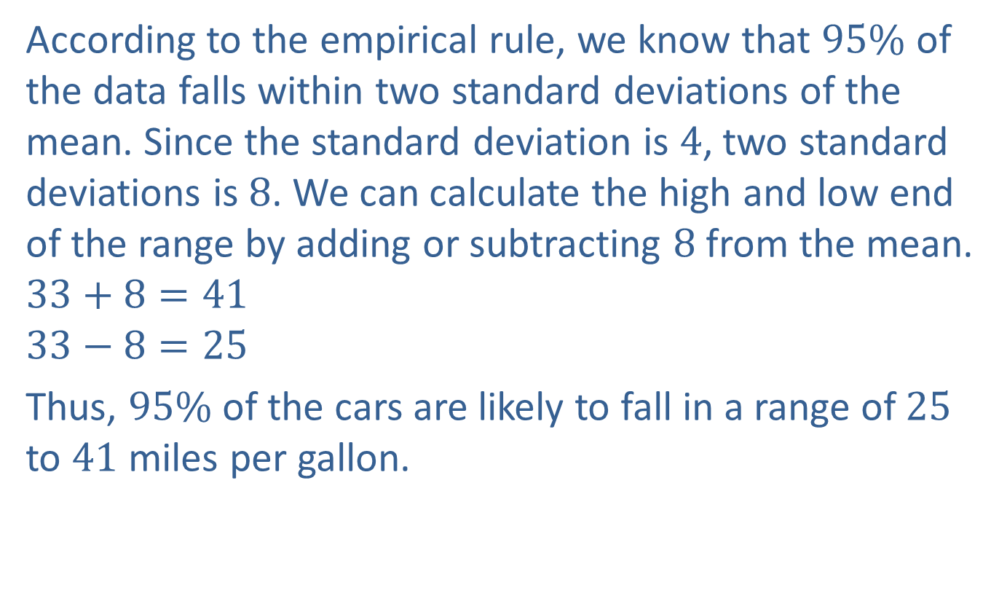 According to the empirical rule, we know that 95% of
the data falls within two standard deviations of the
mean. Since the standard deviation is 4, two standard
deviations is 8. We can calculate the high and low end
of the range by adding or subtracting 8 from the mean.
33 + 8 = 41
33 − 8 = 25
Thus, 95% of the cars are likely to fall in a range of 25
to 41 miles per gallon.